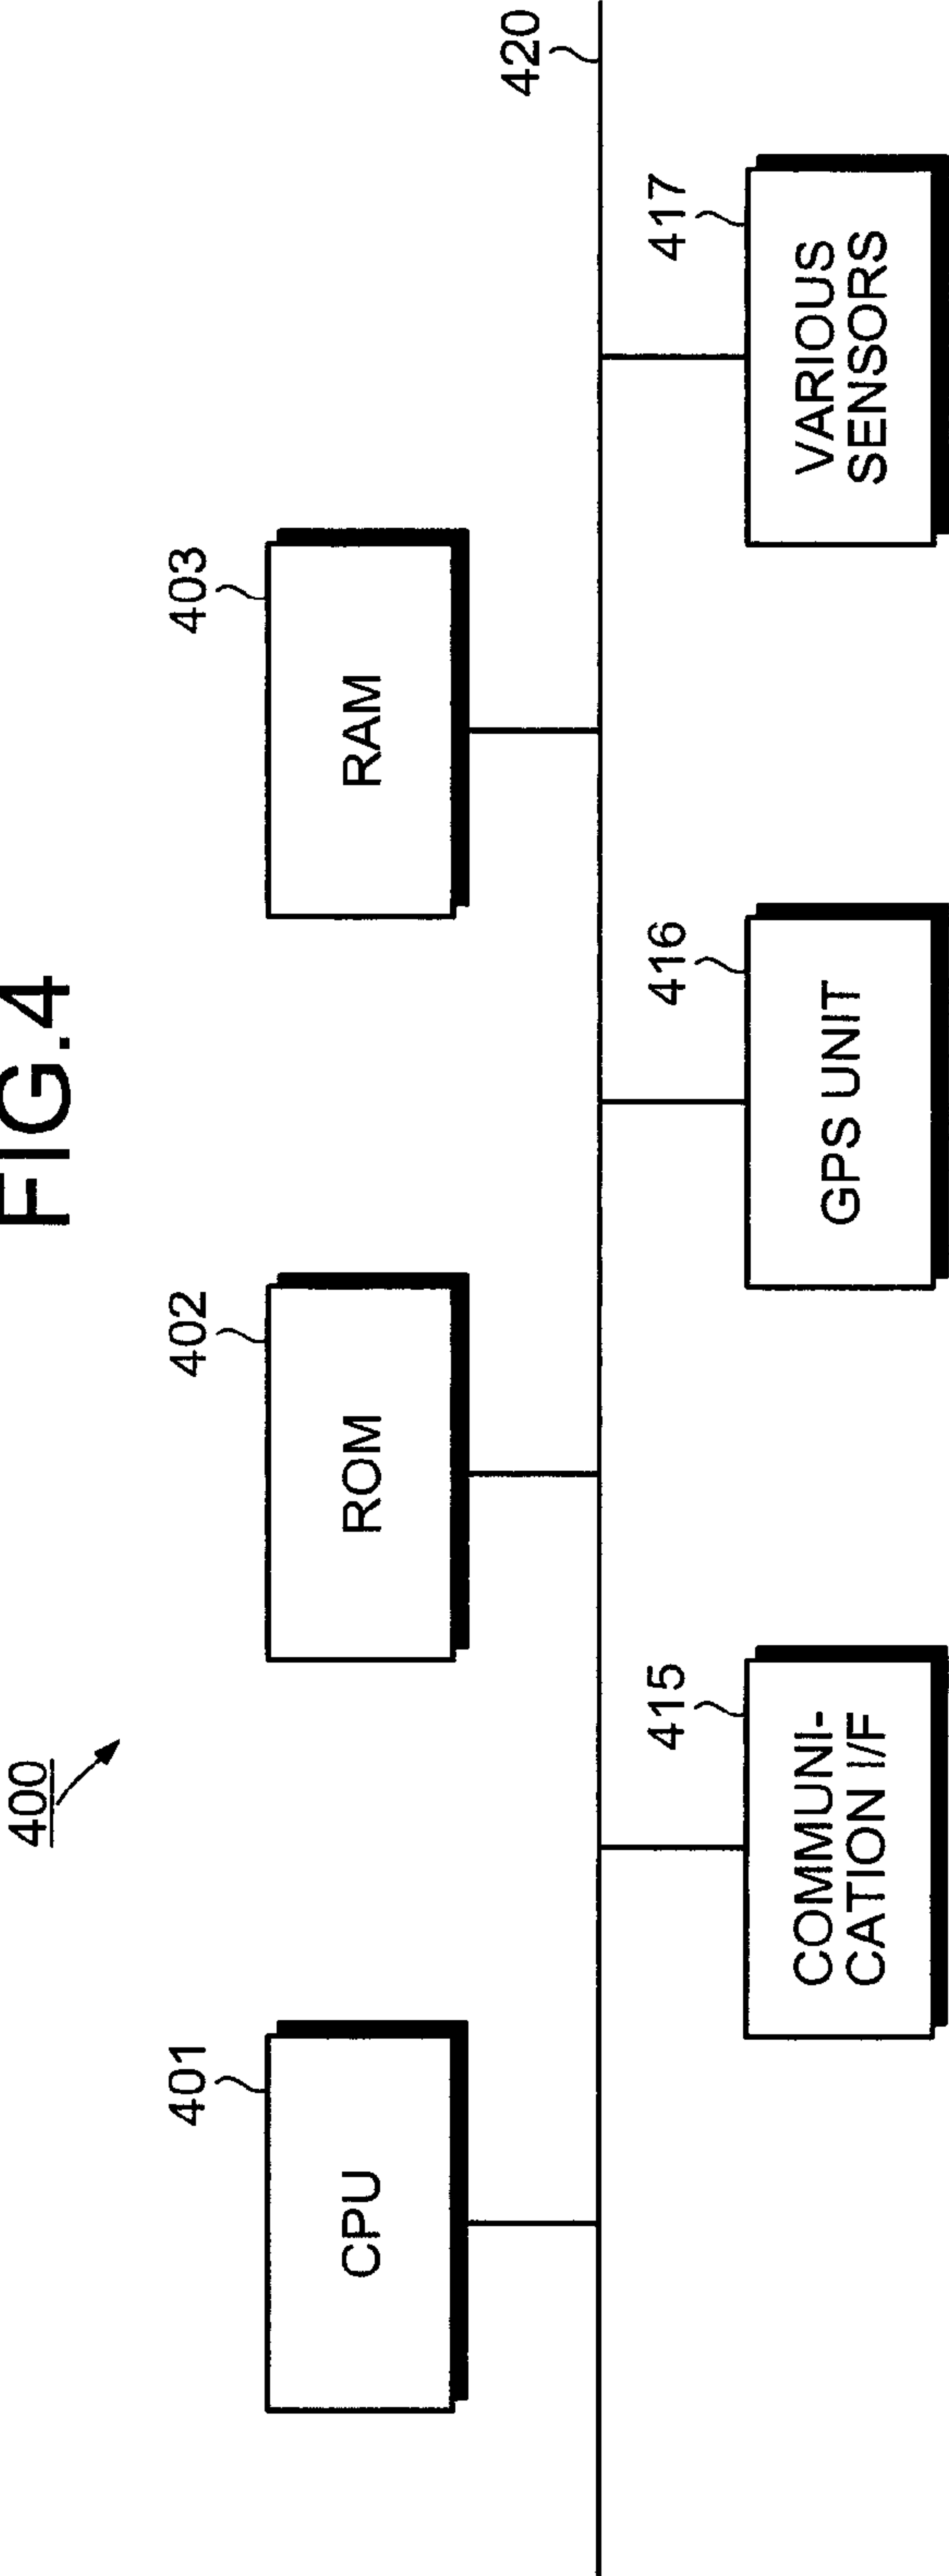 FIG.4
400
401
CPU
402
ROM
403
RAM
420
415
COMMUNI-
CATION I/F
416
GPS UNIT
417
VARIOUS
SENSORS